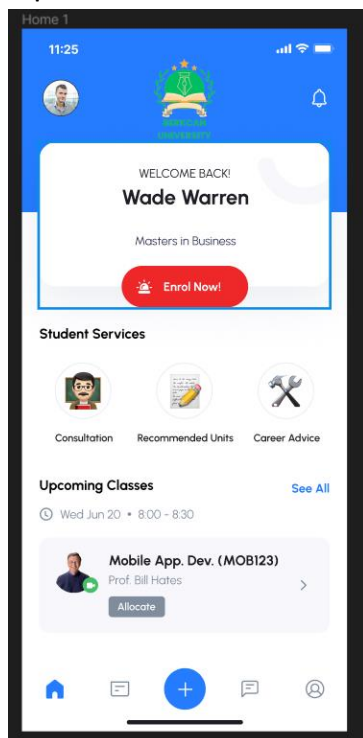 Home 1
11:25
UNIVERSITY
WELCOME BACK!
Wade Warren
Masters in Business
Enrol Now!
Student Services
Consultation
Recommended Units
Career Advice
Upcoming Classes
See All
Wed Jun 20 • 8:00 - 8:30
Mobile App. Dev. (MOB123)
Prof. Bill Hates
Allocate